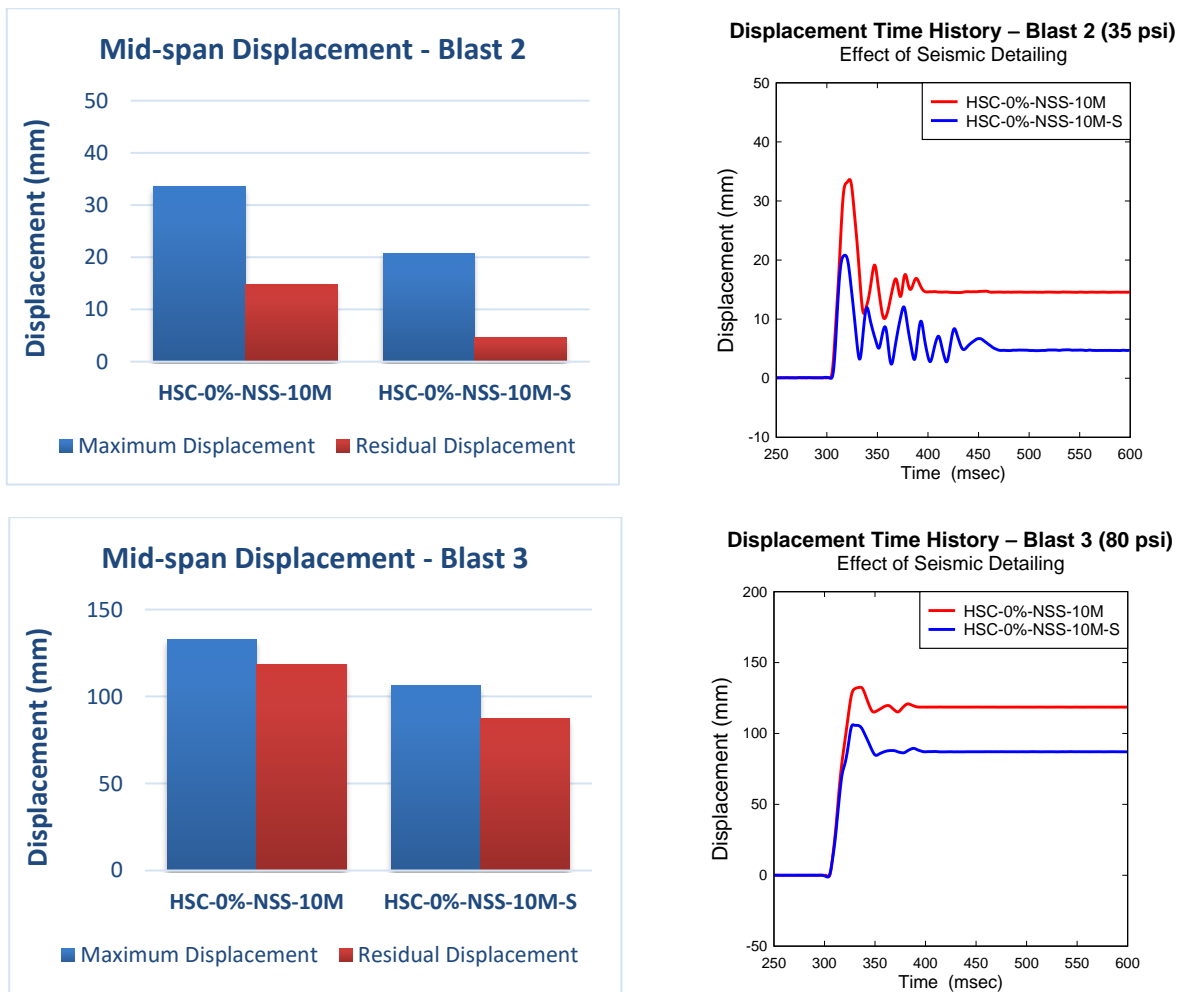 Mid-span Displacement - Blast 2
Displacement (mm)
50
40
30
20
10
0
HSC-0%-NSS-10M
HSC-0%-NSS-10M-S
Maximum Displacement
Residual Displacement
Displacement Time History – Blast 2 (35 psi)
Effect of Seismic Detailing
HSC-0%-NSS-10M
HSC-0%-NSS-10M-S
Displacement (mm)
50
40
30
20
10
0
-10
250 300 350 400 450 500 550 600
Time (msec)
Mid-span Displacement - Blast 3
Displacement (mm)
150
100
50
0
HSC-0%-NSS-10M
HSC-0%-NSS-10M-S
Maximum Displacement
Residual Displacement
Displacement Time History – Blast 3 (80 psi)
Effect of Seismic Detailing
HSC-0%-NSS-10M
HSC-0%-NSS-10M-S
Displacement (mm)
200
150
100
50
0
-50
250 300 350 400 450 500 550 600
Time (msec)